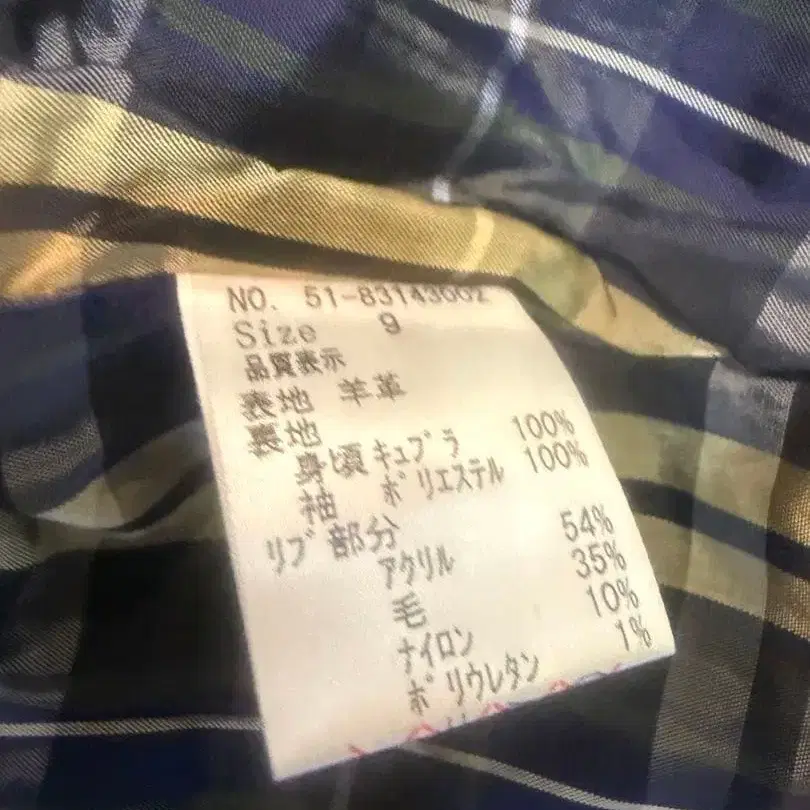 NO. 51-83143002
Size 9
品質表示
表地 羊革
裏地
身頃 キュプラ 100%
袖 ポリエステル 100%
リブ部分
アクリル 54%
毛 35%
ナイロン 10%
ポリウレタン 1%